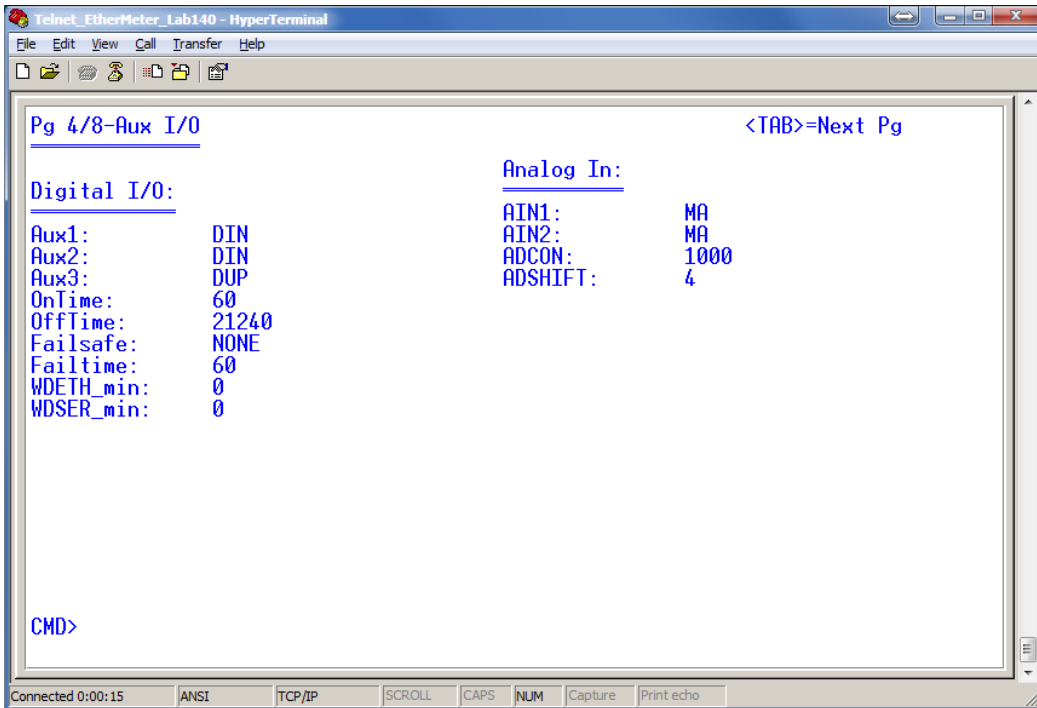 Telnet_EtherMeter_Lab140 - HyperTerminal
File Edit View Call Transfer Help
Pg 4/8-Aux I/O <TAB>=Next Pg
Digital I/O:
Aux1: DIN
Aux2: DIN
Aux3: DUP
OnTime: 60
OffTime: 21240
Failsafe: NONE
Failtime: 60
WDETH_min: 0
WDSER_min: 0
Analog In:
AIN1: MA
AIN2: MA
ADCON: 1000
ADSHIFT: 4
CMD>
Connected 0:00:15 ANSI TCP/IP SCROLL CAPS NUM Capture Print echo